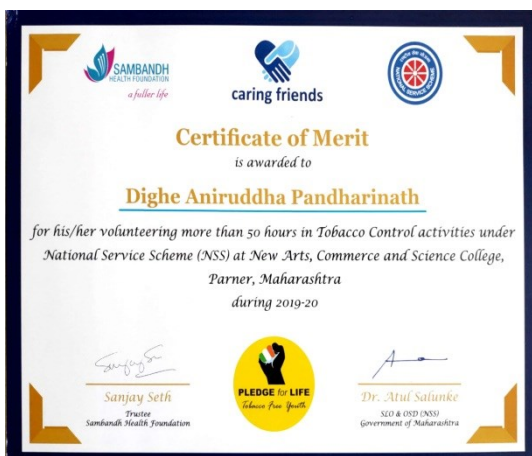 SAMBANDH
HEALTH FOUNDATION
a fuller life
caring friends
NATIONAL SERVICE SCHEME
Certificate of Merit
is awarded to
Dighe Aniruddha Pandharinath
for his/her volunteering more than 50 hours in Tobacco Control activities under
National Service Scheme (NSS) at New Arts, Commerce and Science College,
Parner, Maharashtra
during 2019-20
Sanjay Seth
Trustee
Sambandh Health Foundation
PLEDGE for LIFE
Tobacco Free Youth
Dr. Atul Salunke
SLO & OSD (NSS)
Government of Maharashtra